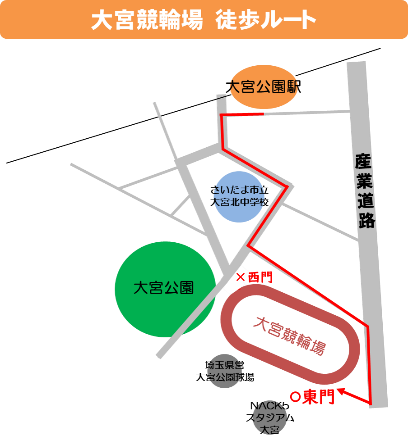 大宮競輪場 徒歩ルート
大宮公園駅
産業道路
さいたま市立
大宮北中学校
×西門
大宮公園
大宮競輪場
埼玉県営
大宮公園球場
○東門
NACK5
スタジアム
大宮